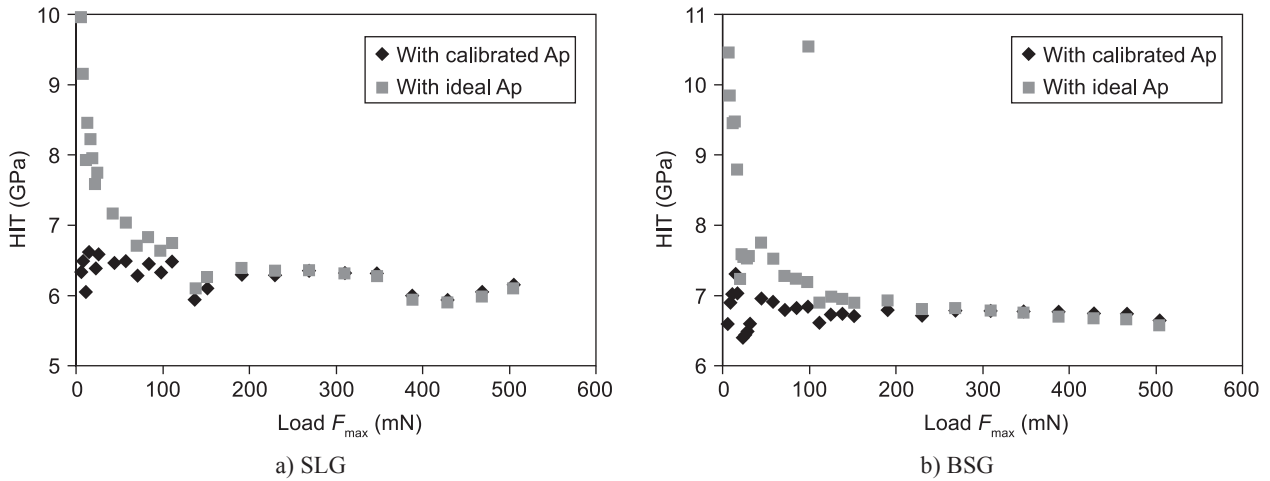 10
9
8
7
6
5
HIT (GPa)
With calibrated Ap
With ideal Ap
0 100 200 300 400 500 600
Load Fmax (mN)
a) SLG
11
10
9
8
7
6
HIT (GPa)
With calibrated Ap
With ideal Ap
0 100 200 300 400 500 600
Load Fmax (mN)
b) BSG